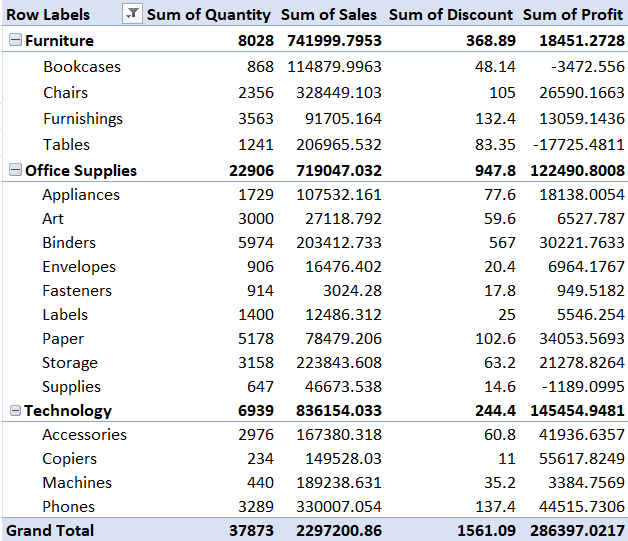 Row Labels Sum of Quantity Sum of Sales Sum of Discount Sum of Profit
Furniture 8028 741999.7953 368.89 18451.2728
Bookcases 868 114879.9963 48.14 -3472.556
Chairs 2356 328449.103 105 26590.1663
Furnishings 3563 91705.164 132.4 13059.1436
Tables 1241 206965.532 83.35 -17725.4811
Office Supplies 22906 719047.032 947.8 122490.8008
Appliances 1729 107532.161 77.6 18138.0054
Art 3000 27118.792 59.6 6527.787
Binders 5974 203412.733 567 30221.7633
Envelopes 906 16476.402 20.4 6964.1767
Fasteners 914 3024.28 17.8 949.5182
Labels 1400 12486.312 25 5546.254
Paper 5178 78479.206 102.6 34053.5693
Storage 3158 223843.608 63.2 21278.8264
Supplies 647 46673.538 14.6 -1189.0995
Technology 6939 836154.033 244.4 145454.9481
Accessories 2976 167380.318 60.8 41936.6357
Copiers 234 149528.03 11 55617.8249
Machines 440 189238.631 35.2 3384.7569
Phones 3289 330007.054 137.4 44515.7306
Grand Total 37873 2297200.86 1561.09 286397.0217